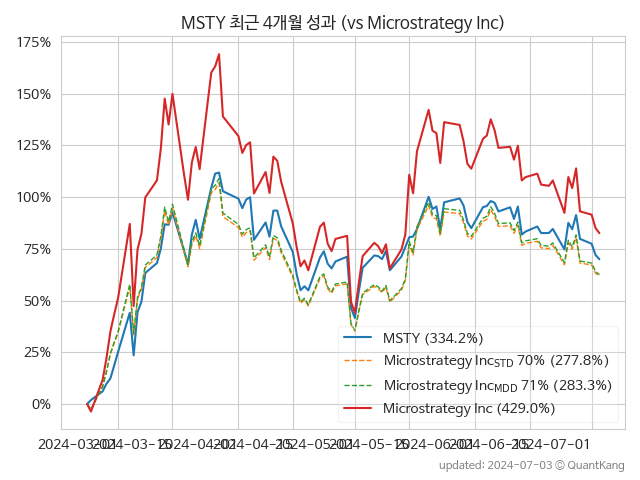 MSTY 최근 4개월 성과 (vs Microstrategy Inc)
175%
150%
125%
100%
75%
50%
25%
0%
MSTY (334.2%)
Microstrategy Inc_STD 70% (277.8%)
Microstrategy Inc_MDD 71% (283.3%)
Microstrategy Inc (429.0%)
2024-03-01 2024-03-15 2024-04-01 2024-04-15 2024-05-01 2024-05-15 2024-06-01 2024-06-15 2024-07-01
updated: 2024-07-03 ⓒ QuantKang